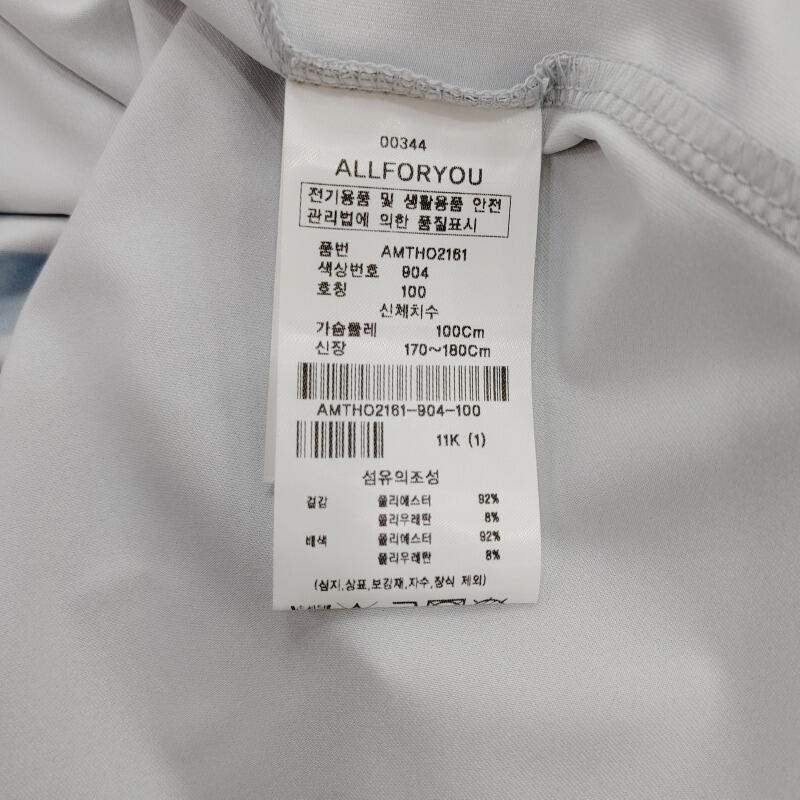 00344
ALLFORYOU
전기용품 및 생활용품 안전
관리법에 의한 품질표시
품번 AMTHO2161
색상번호 904
호칭 100
신체치수
가슴둘레 100Cm
신장 170~180Cm
AMTHO2161-904-100
11K (1)
섬유의조성
겉감 폴리에스터 92%
폴리우레탄 8%
배색 폴리에스터 92%
폴리우레탄 8%
(심지,상표,보강재,자수,장식 제외)